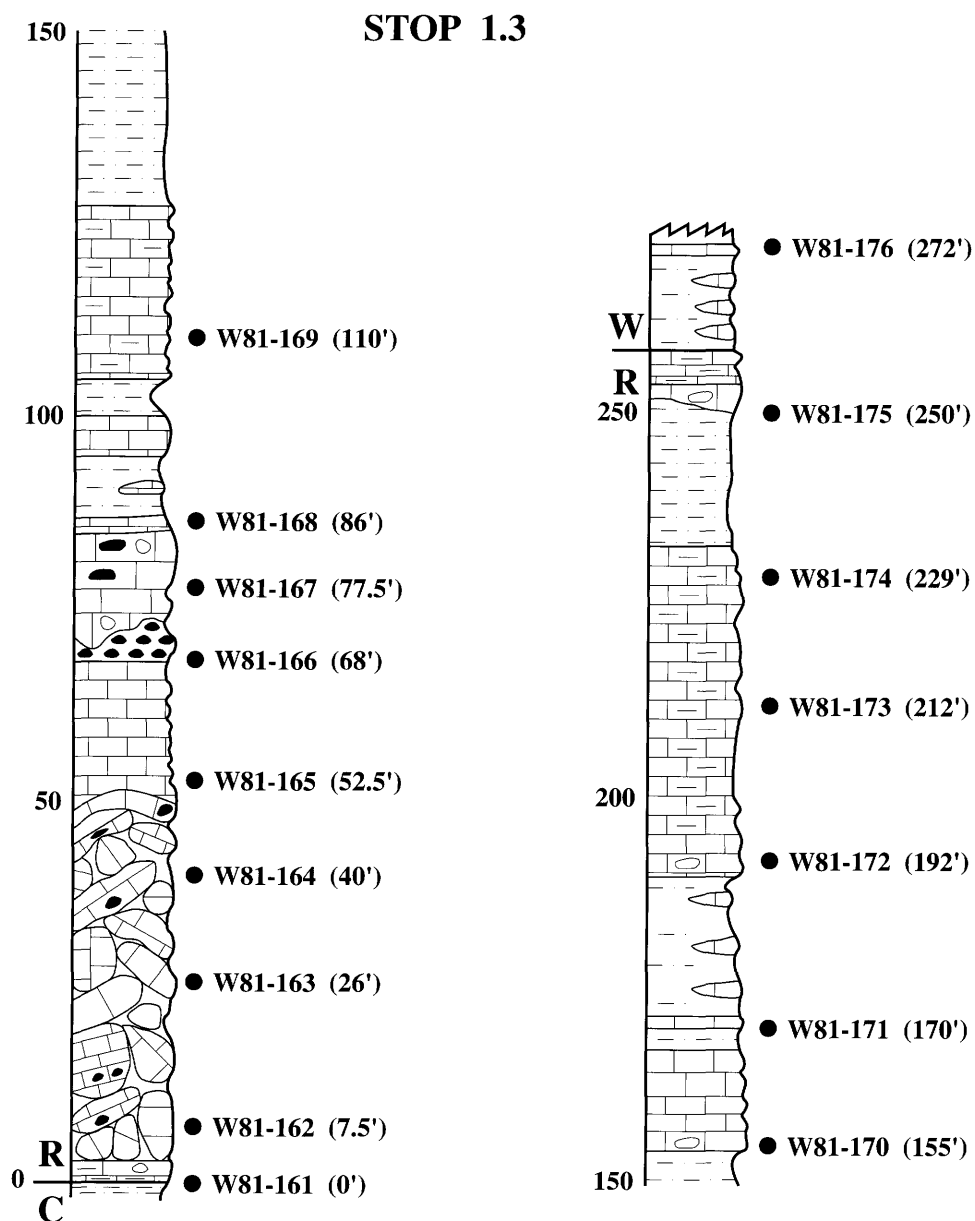 STOP 1.3
150
W81-169 (110')
100
W81-168 (86')
W81-167 (77.5')
W81-166 (68')
W81-165 (52.5')
50
W81-164 (40')
W81-163 (26')
W81-162 (7.5')
R
0
W81-161 (0')
C
W81-176 (272')
W
R
250
W81-175 (250')
W81-174 (229')
W81-173 (212')
200
W81-172 (192')
W81-171 (170')
W81-170 (155')
150